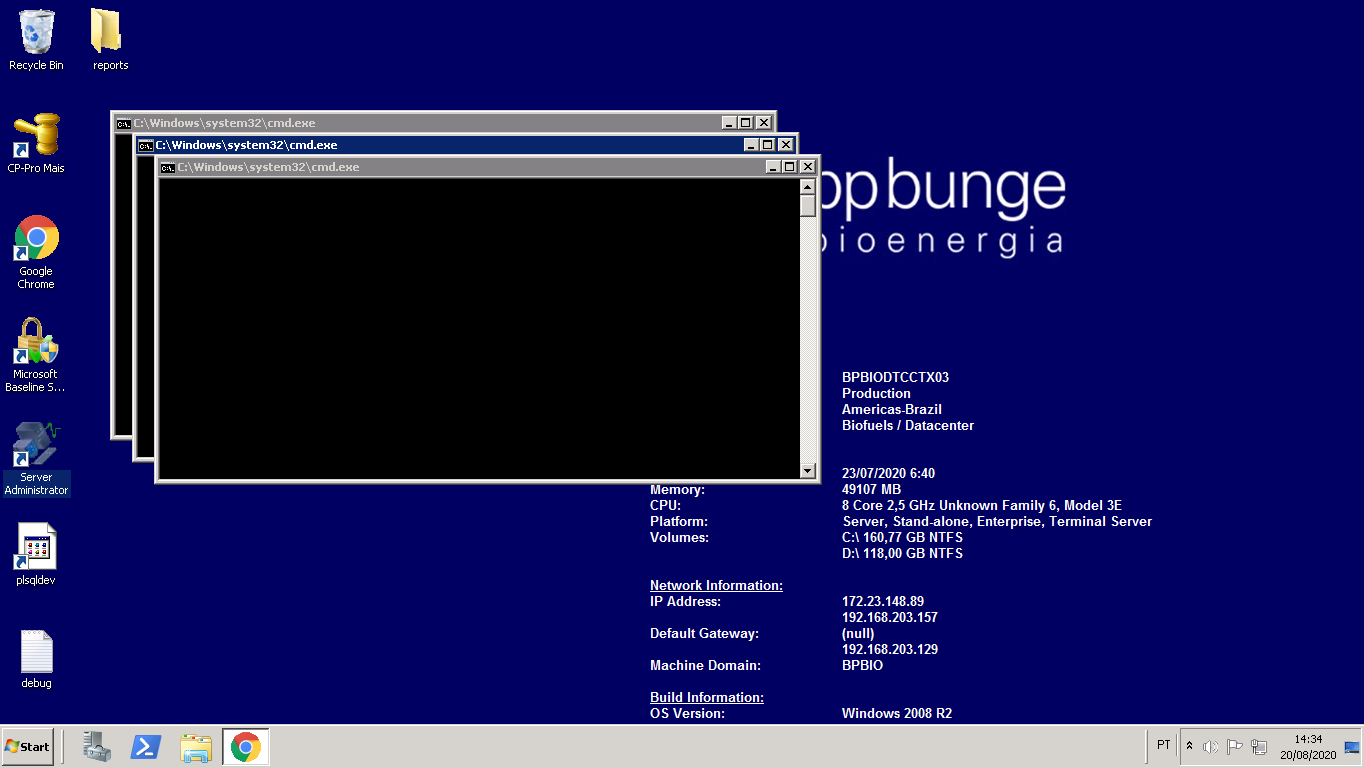 Recycle Bin
reports
CP-Pro Mais
Google
Chrome
Microsoft
Baseline S...
Server
Administrator
plsqldev
debug
C:\Windows\system32\cmd.exe
C:\Windows\system32\cmd.exe
C:\Windows\system32\cmd.exe
bp bunge
bioenergia
BPBIODTCCTX03
Production
Americas-Brazil
Biofuels / Datacenter
23/07/2020 6:40
Memory: 49107 MB
CPU: 8 Core 2,5 GHz Unknown Family 6, Model 3E
Platform: Server, Stand-alone, Enterprise, Terminal Server
Volumes: C:\ 160,77 GB NTFS
D:\ 118,00 GB NTFS
Network Information:
IP Address: 172.23.148.89
192.168.203.157
Default Gateway: (null)
192.168.203.129
Machine Domain: BPBIO
Build Information:
OS Version: Windows 2008 R2
Start
PT
14:34
20/08/2020